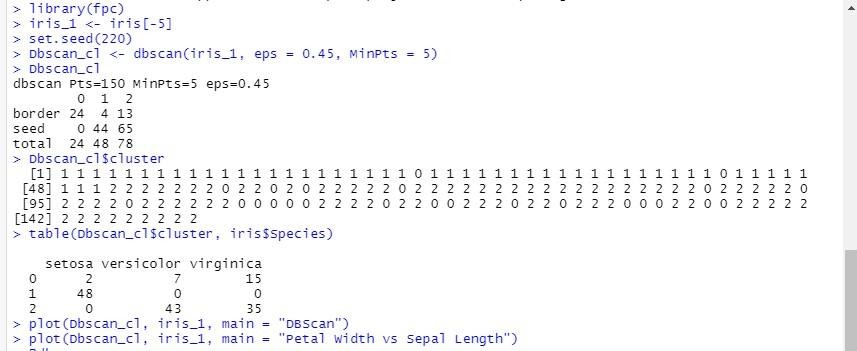 > library(fpc)
> iris_1 <- iris[-5]
> set.seed(220)
> Dbscan_cl <- dbscan(iris_1, eps = 0.45, MinPts = 5)
> Dbscan_cl
dbscan Pts=150 MinPts=5 eps=0.45
0 1 2
border 24 4 13
seed 0 44 65
total 24 48 78
> Dbscan_cl$cluster
[1] 1 1 1 1 1 1 1 1 1 1 1 1 1 1 1 1 1 1 1 1 1 1 0 1 1 1 1 1 1 1 1 1 1 1 1 1 1 1 1 1 1 0 1 1 1 1 1
[48] 1 1 1 2 2 2 2 2 2 2 0 2 2 0 2 0 2 2 2 2 2 0 2 2 2 2 2 2 2 2 2 2 2 2 2 2 2 2 2 2 0 2 2 2 2 2 0
[95] 2 2 2 2 0 2 2 2 2 2 2 0 0 0 0 0 2 2 2 2 0 2 2 0 0 2 2 2 0 2 2 0 2 2 2 0 0 0 2 2 0 0 2 2 2 2 2
[142] 2 2 2 2 2 2 2 2 2
> table(Dbscan_cl$cluster, iris$Species)
setosa versicolor virginica
0 2 7 15
1 48 0 0
2 0 43 35
> plot(Dbscan_cl, iris_1, main = "DBScan")
> plot(Dbscan_cl, iris_1, main = "Petal Width vs Sepal Length")